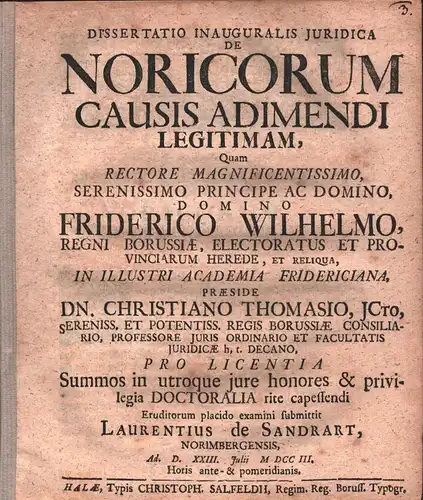 3.
DISSERTATIO INAUGURALIS JURIDICA
DE
NORICORUM
CAUSIS ADIMENDI
LEGITIMAM,
Quam
RECTORE MAGNIFICENTISSIMO,
SERENISSIMO PRINCIPE AC DOMINO,
DOMINO
FRIDERICO WILHELMO,
REGNI BORUSSIÆ, ELECTORATUS ET PRO-
VINCIARUM HEREDE, ET RELIQUA,
IN ILLUSTRI ACADEMIA FRIDERICIANA,
PRÆSIDE
DN. CHRISTIANO THOMASIO, JCTO,
SERENISS. ET POTENTISS. REGIS BORUSSIÆ CONSILIA-
RIO, PROFESSORE JURIS ORDINARIO ET FACULTATIS
JURIDICÆ h. t. DECANO,
PRO LICENTIA
Summos in utroque jure honores & privi-
legia DOCTORALIA rite capessendi
Eruditorum placido examini submittit
LAURENTIUS de SANDRART,
NORIMBERGENSIS,
Ad. D. XXIII. Julii M DCC III.
Horis ante- & pomeridianis.
HALÆ, Typis CHRISTOPH. SALFELDII, Regim. Reg. Boruss. Typogr.